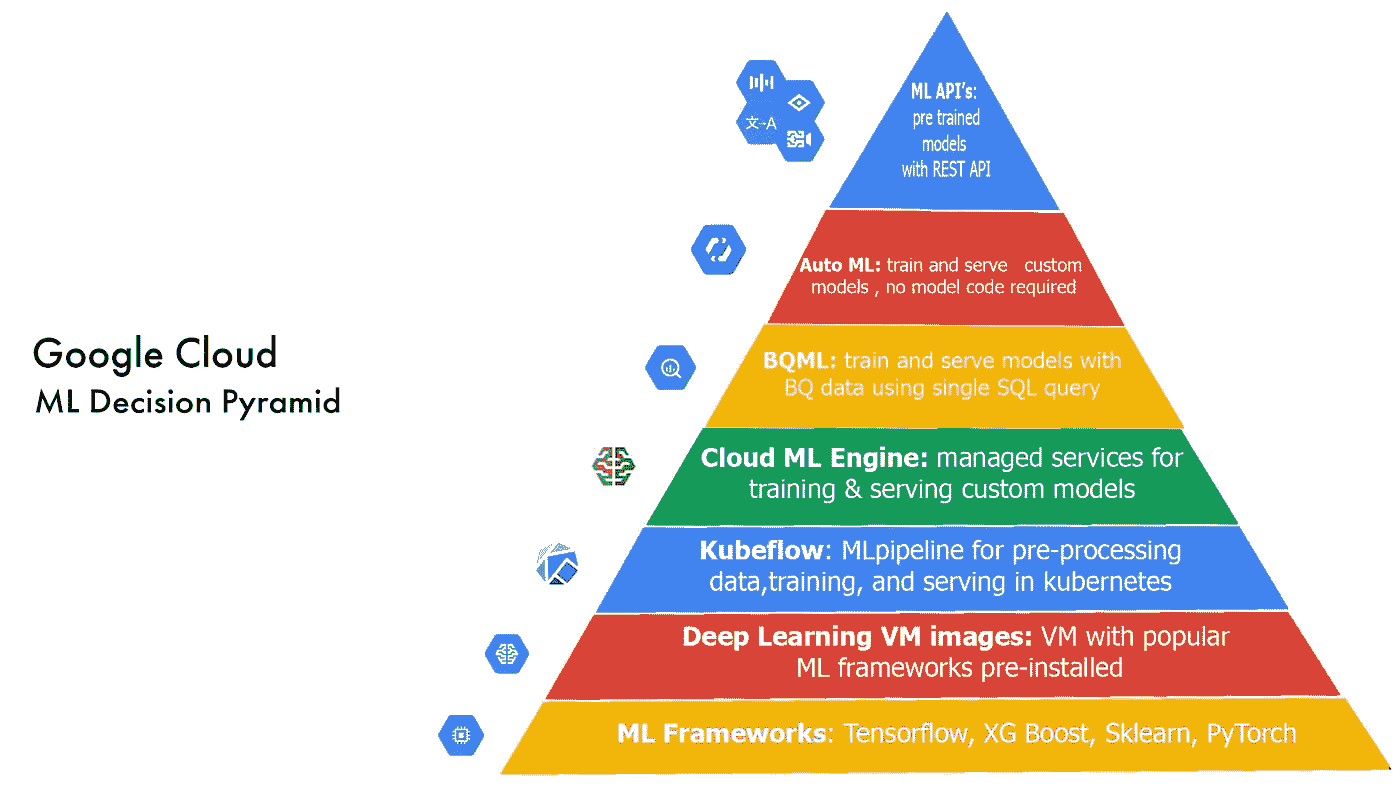 Google Cloud
ML Decision Pyramid
文→A
ML API's:
pre trained
models
with REST API
Auto ML: train and serve custom
models , no model code required
BQML: train and serve models with
BQ data using single SQL query
Cloud ML Engine: managed services for
training & serving custom models
Kubeflow: MLpipeline for pre-processing
data,training, and serving in kubernetes
Deep Learning VM images: VM with popular
ML frameworks pre-installed
ML Frameworks: Tensorflow, XG Boost, Sklearn, PyTorch